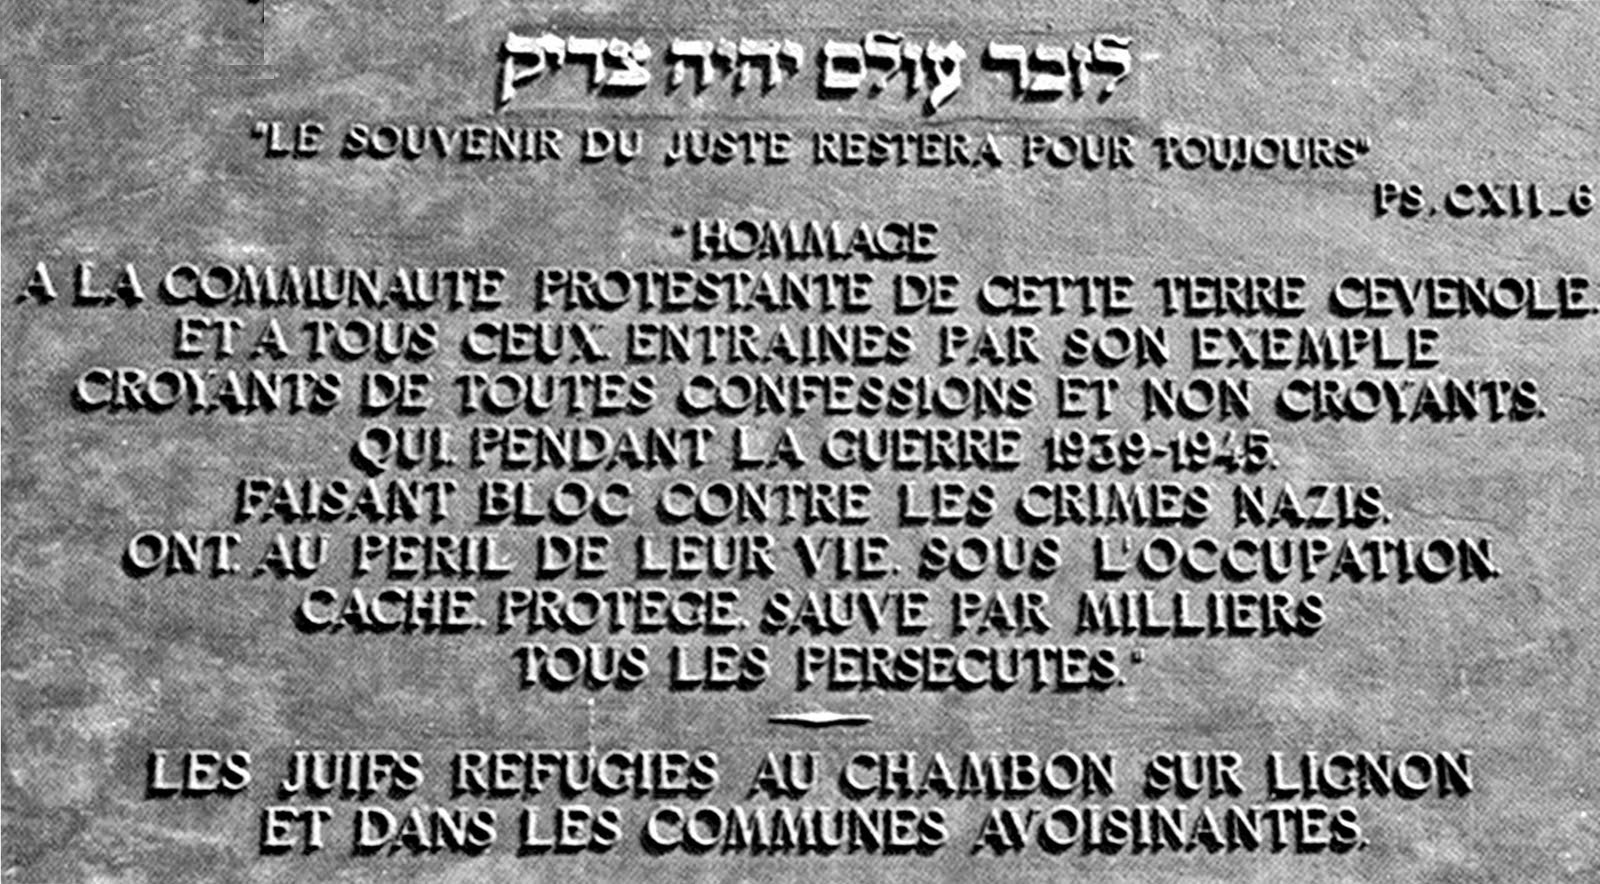 לזכר עולם יהיה צדיק
"LE SOUVENIR DU JUSTE RESTERA POUR TOUJOURS"
PS. CXII_6
"HOMMAGE
A LA COMMUNAUTE PROTESTANTE DE CETTE TERRE CEVENOLE.
ET A TOUS CEUX. ENTRAINES PAR SON EXEMPLE
CROYANTS DE TOUTES CONFESSIONS ET NON CROYANTS.
QUI. PENDANT LA GUERRE 1939-1945.
FAISANT BLOC CONTRE LES CRIMES NAZIS.
ONT. AU PERIL DE LEUR VIE. SOUS L'OCCUPATION.
CACHE. PROTEGE. SAUVE PAR MILLIERS
TOUS LES PERSECUTES."
LES JUIFS REFUGIES AU CHAMBON SUR LIGNON
ET DANS LES COMMUNES AVOISINANTES.